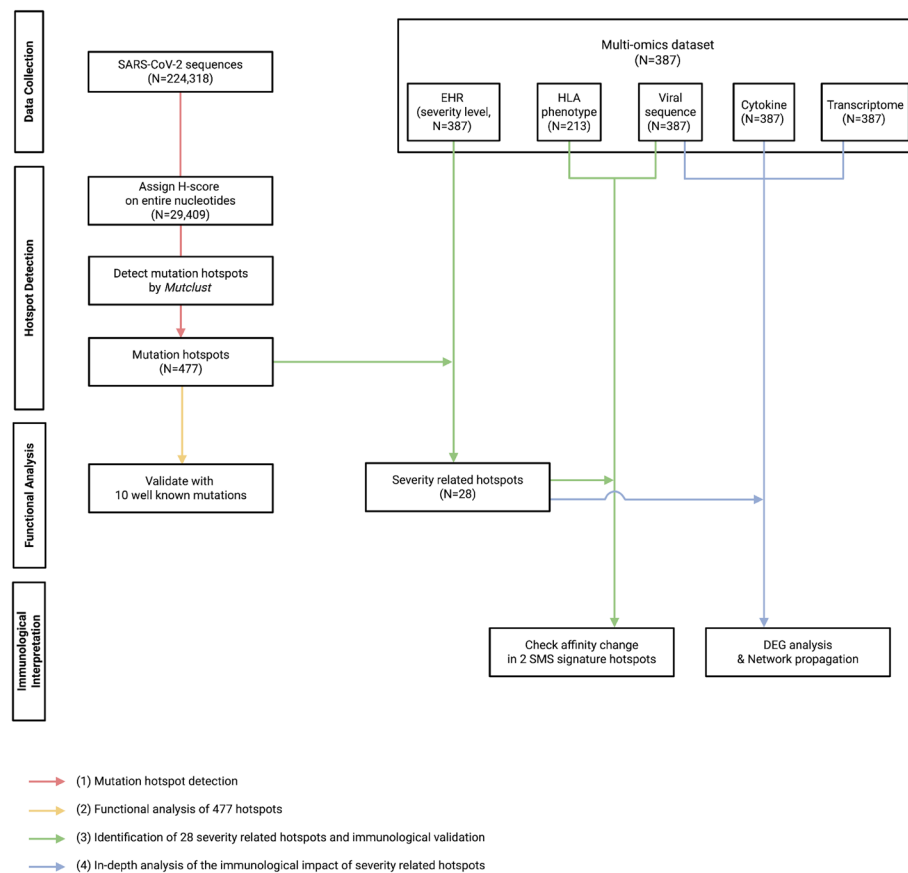 Data Collection
SARS-CoV-2 sequences
(N=224,318)
Multi-omics dataset
(N=387)
EHR
(severity level,
N=387)
HLA
phenotype
(N=213)
Viral
sequence
(N=387)
Cytokine
(N=387)
Transcriptome
(N=387)
Hotspot Detection
Assign H-score
on entire nucleotides
(N=29,409)
Detect mutation hotspots
by Mutclust
Mutation hotspots
(N=477)
Functional Analysis
Validate with
10 well known mutations
Severity related hotspots
(N=28)
Immunological
Interpretation
Check affinity change
in 2 SMS signature hotspots
DEG analysis
& Network propagation
(1) Mutation hotspot detection
(2) Functional analysis of 477 hotspots
(3) Identification of 28 severity related hotspots and immunological validation
(4) In-depth analysis of the immunological impact of severity related hotspots